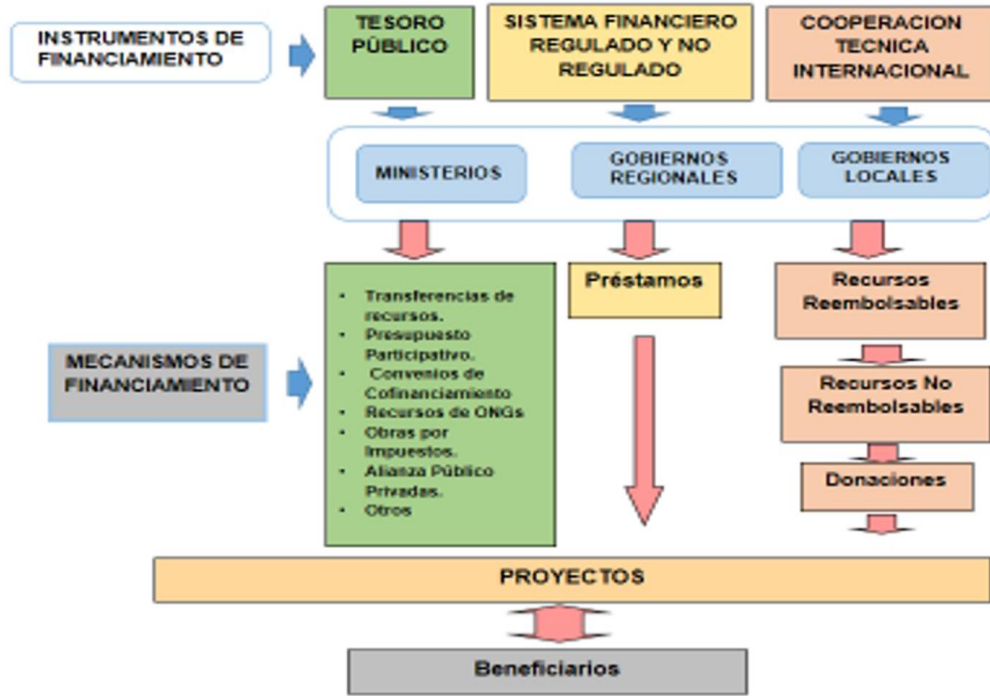 INSTRUMENTOS DE
FINANCIAMIENTO
TESORO
PÚBLICO
SISTEMA FINANCIERO
REGULADO Y NO
REGULADO
COOPERACION
TECNICA
INTERNACIONAL
MINISTERIOS
GOBIERNOS
REGIONALES
GOBIERNOS
LOCALES
MECANISMOS DE
FINANCIAMIENTO
• Transferencias de
recursos.
• Presupuesto
Participativo.
• Convenios de
Cofinanciamiento
• Recursos de ONGs
• Obras por
Impuestos.
• Alianza Público
Privadas.
• Otros
Préstamos
Recursos
Reembolsables
Recursos No
Reembolsables
Donaciones
PROYECTOS
Beneficiarios